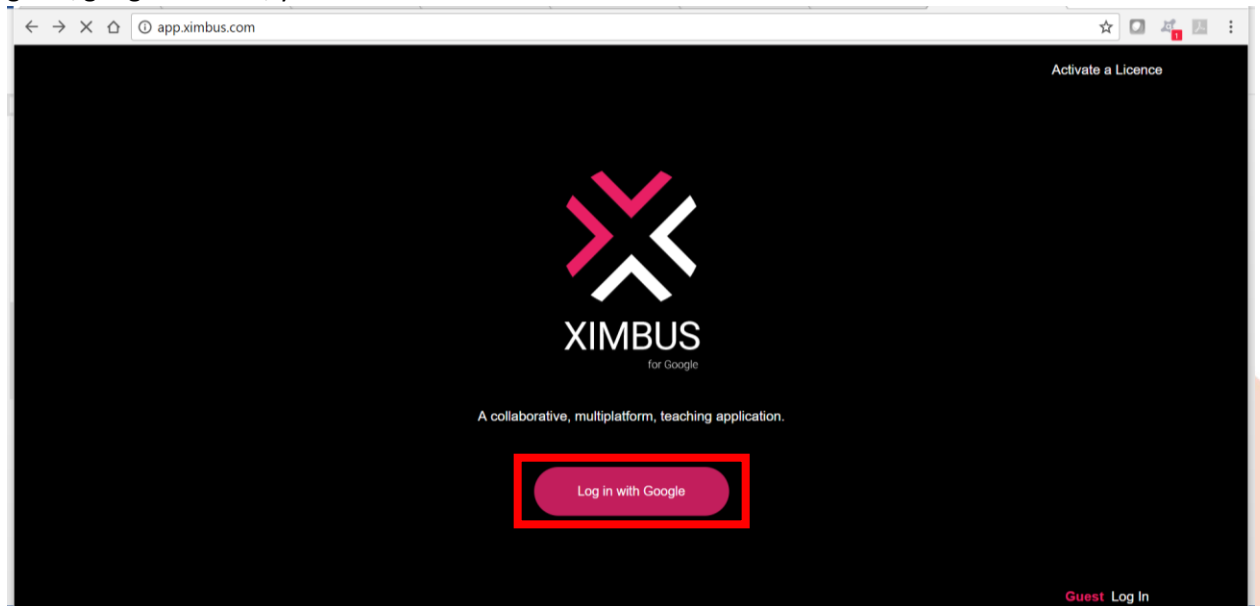 app.ximbus.com
1
Activate a Licence
XIMBUS
for Google
A collaborative, multiplatform, teaching application.
Log in with Google
Guest Log In